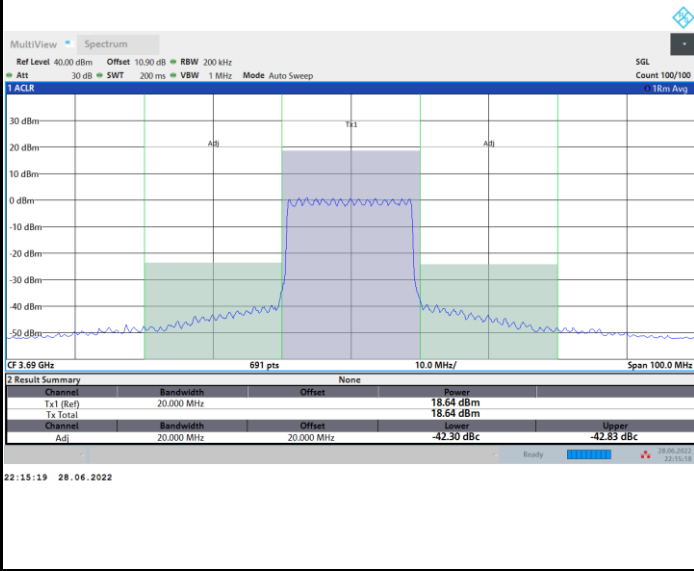 MultiView Spectrum
Ref Level 40.00 dBm Offset 10.90 dB RBW 200 kHz SGL
Att 30 dB SWT 200 ms VBW 1 MHz Mode Auto Sweep Count 100/100
1 ACLR 1Rm Avg
30 dBm
Tx1
20 dBm Adj Adj
10 dBm
0 dBm
-10 dBm
-20 dBm
-30 dBm
-40 dBm
-50 dBm
CF 3.69 GHz 691 pts 10.0 MHz/ Span 100.0 MHz
2 Result Summary None
Channel Bandwidth Offset Power
Tx1 (Ref) 20.000 MHz 18.64 dBm
Tx Total 18.64 dBm
Channel Bandwidth Offset Lower Upper
Adj 20.000 MHz 20.000 MHz -42.30 dBc -42.83 dBc
Ready 28.06.2022
22:15:18
22:15:19 28.06.2022